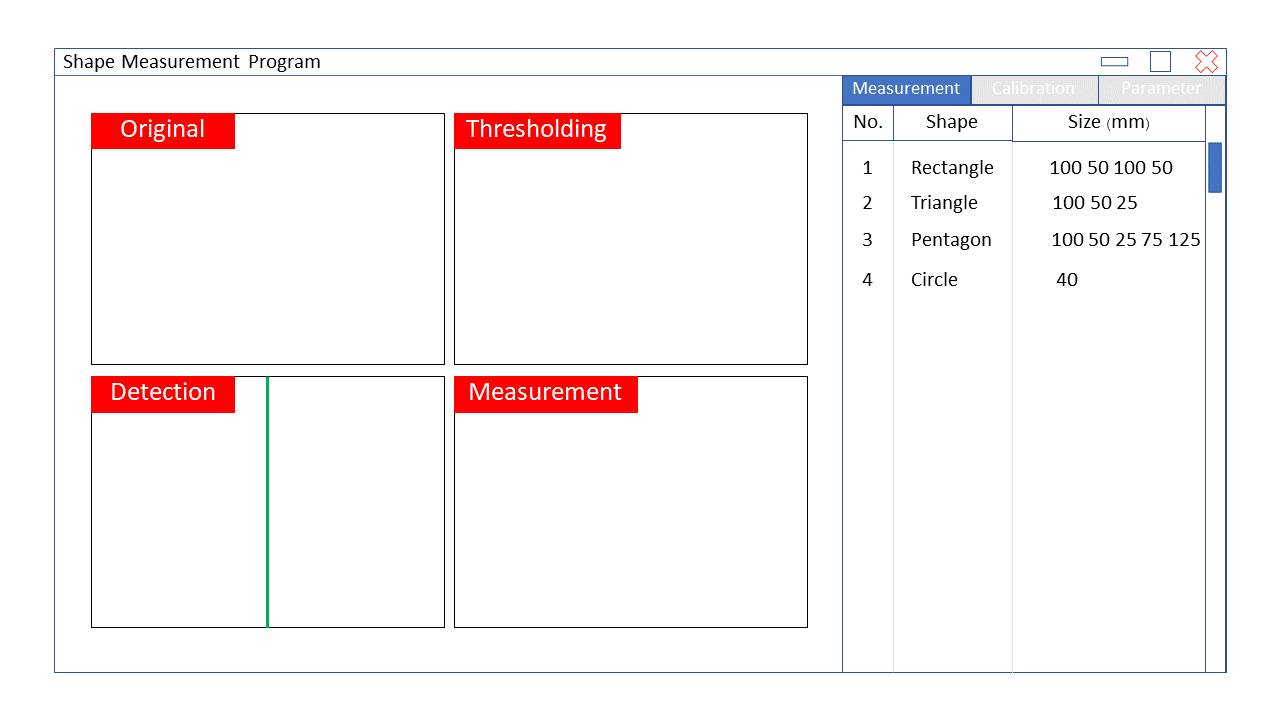 Shape Measurement Program
Measurement Calibration Parameter
Original
Thresholding
Detection
Measurement
No. Shape Size (mm)
1 Rectangle 100 50 100 50
2 Triangle 100 50 25
3 Pentagon 100 50 25 75 125
4 Circle 40